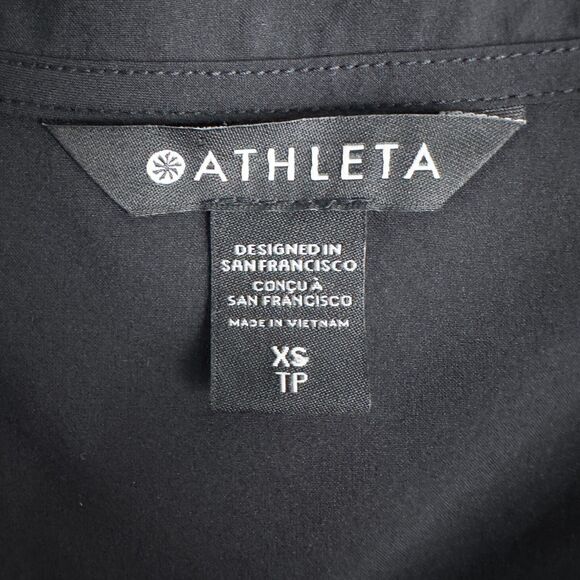 ATHLETA
DESIGNED IN
SAN FRANCISCO
CONÇU À
SAN FRANCISCO
MADE IN VIETNAM
XS
TP